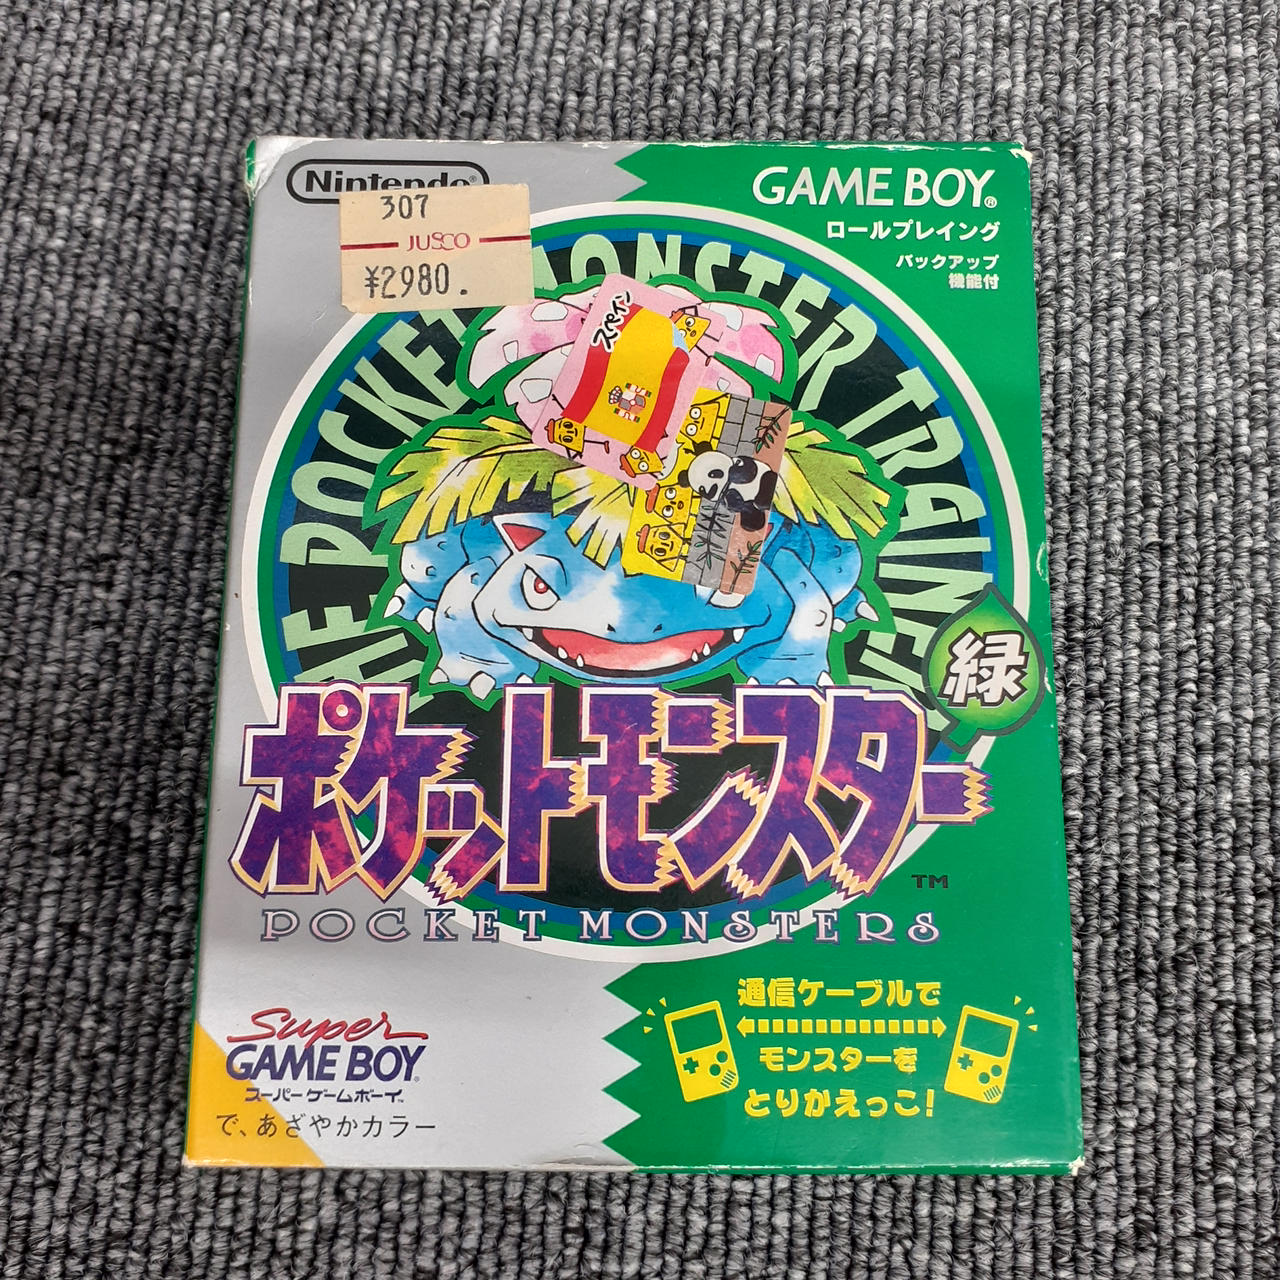 Nintendo®
307
JUSCO
¥2980.
GAME BOY®
ロールプレイング
バックアップ
機能付
THE POCKET MONSTER TRAINER
スペイン
緑
ポケットモンスター
TM
POCKET MONSTERS
Super
GAME BOY
スーパーゲームボーイ
で、あざやかカラー
通信ケーブルで
モンスターを
とりかえっこ!